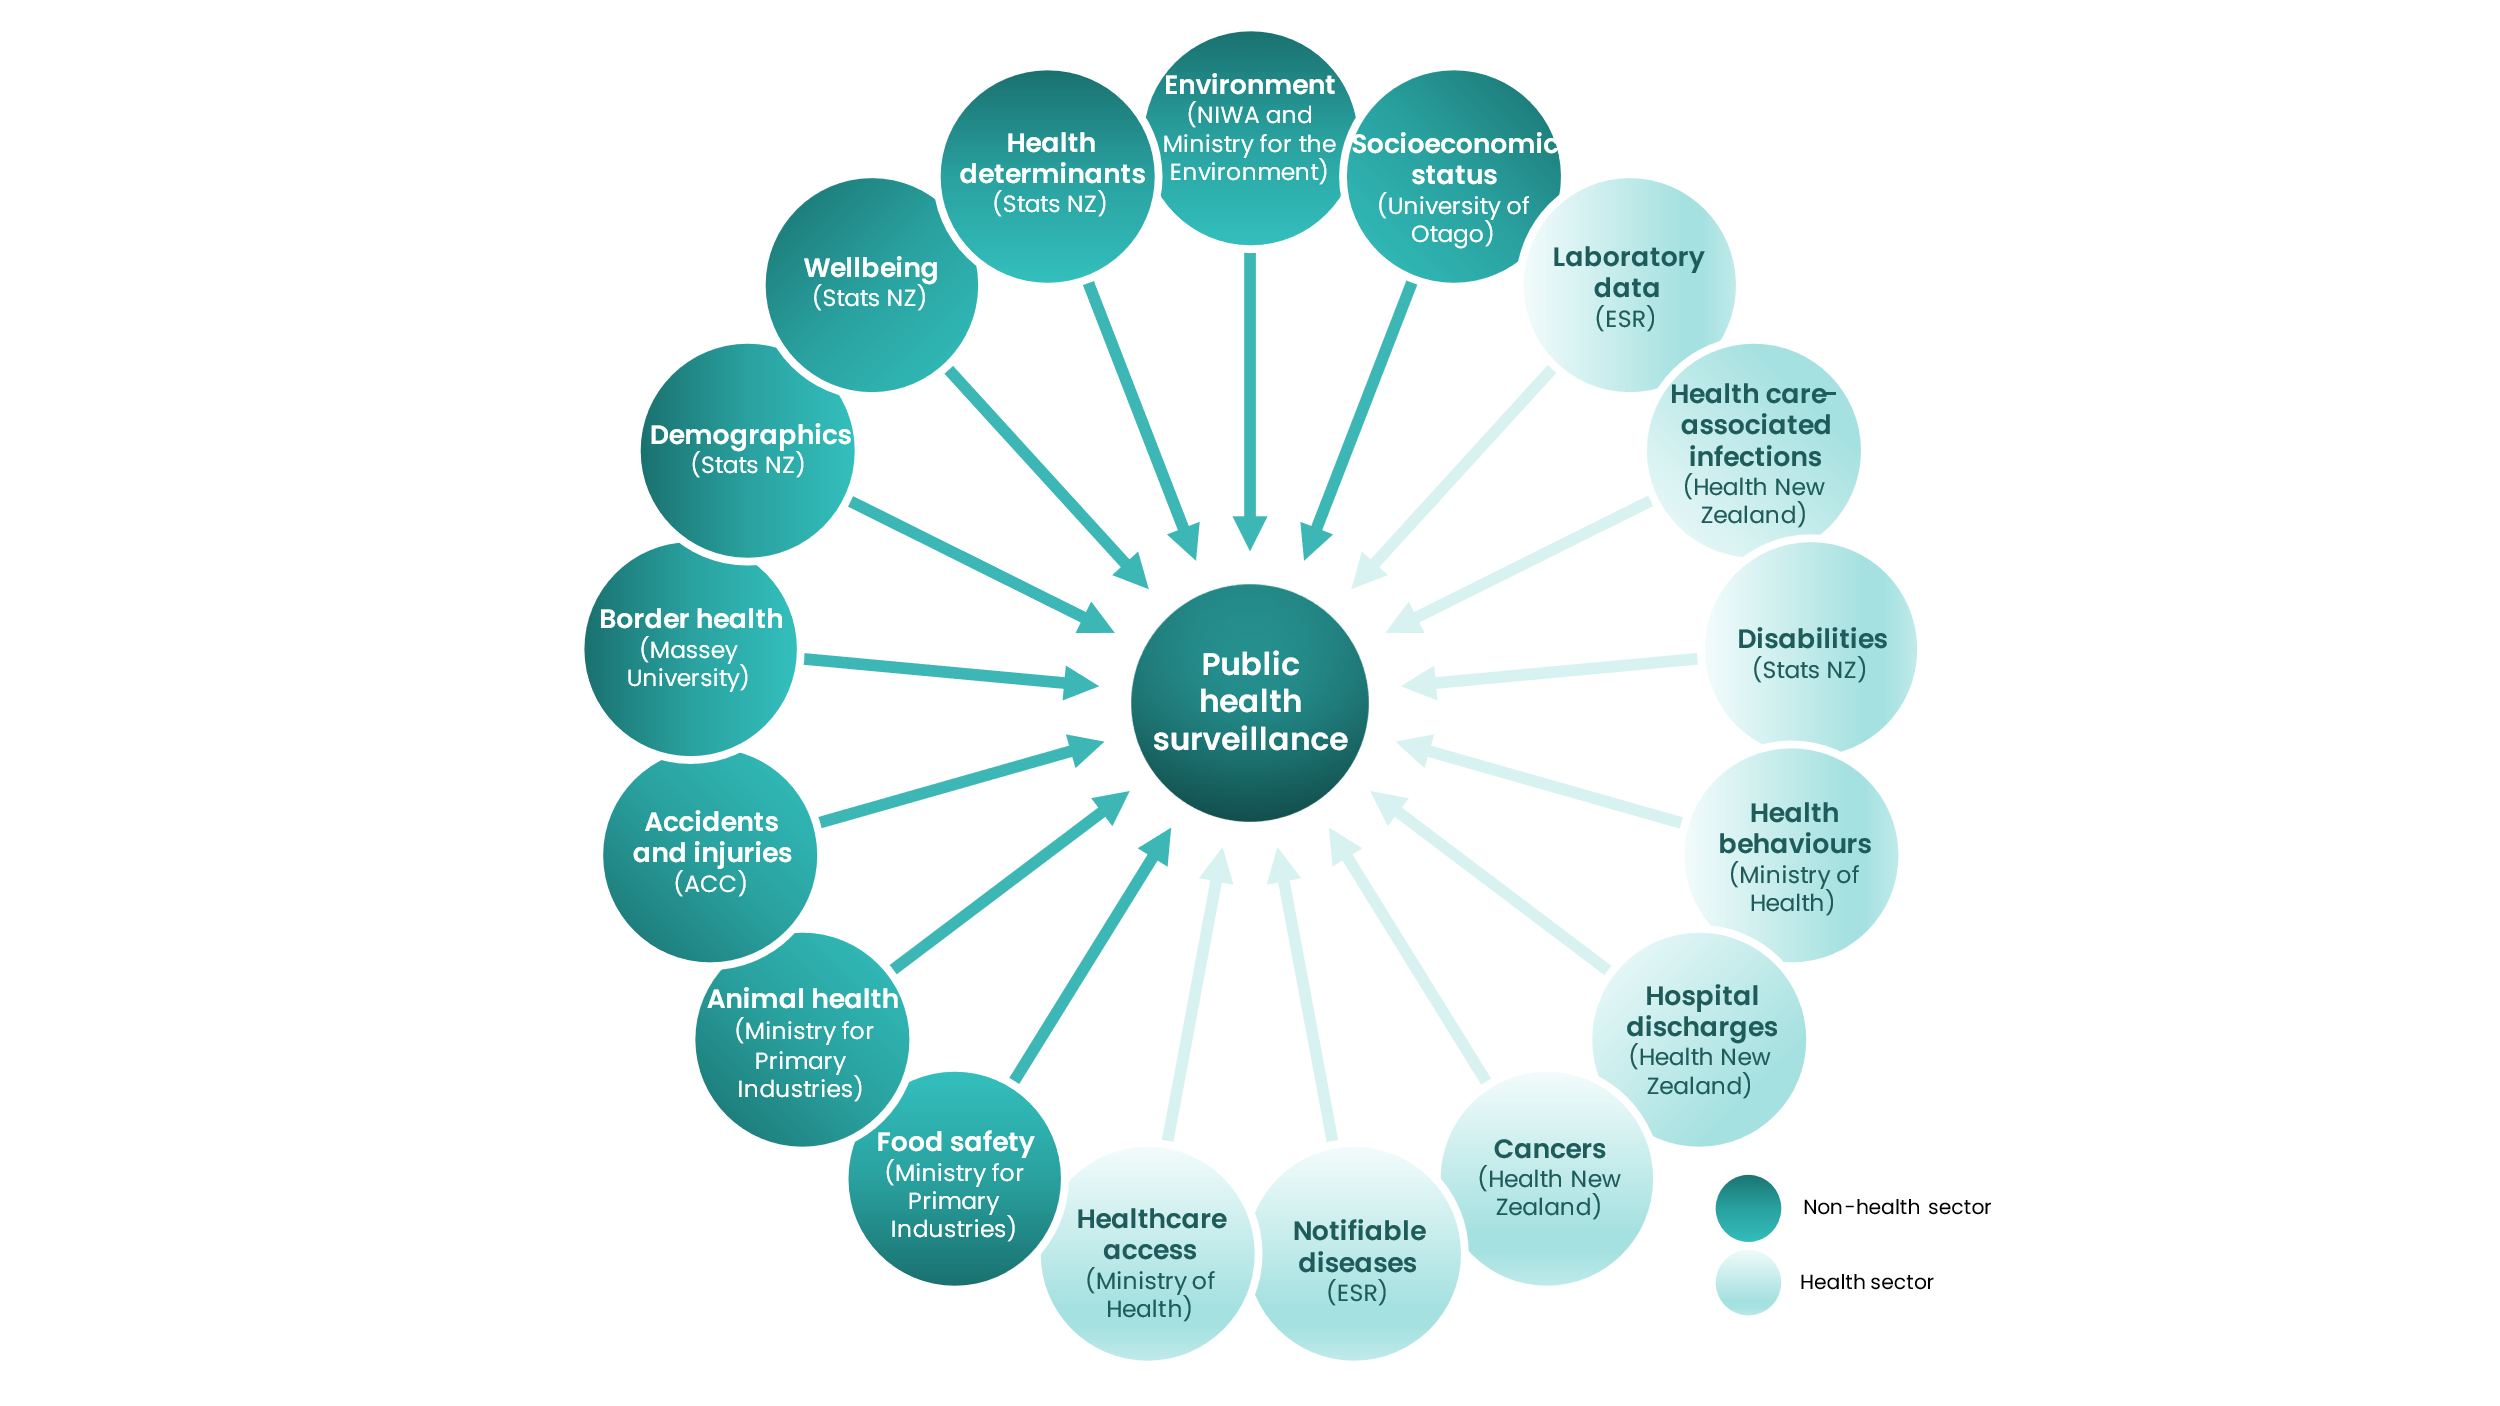 Environment
(NIWA and
Ministry for the
Environment)
Socioeconomic
status
(University of
Otago)
Laboratory
data
(ESR)
Health care-
associated
infections
(Health New
Zealand)
Disabilities
(Stats NZ)
Health
behaviours
(Ministry of
Health)
Hospital
discharges
(Health New
Zealand)
Cancers
(Health New
Zealand)
Notifiable
diseases
(ESR)
Healthcare
access
(Ministry of
Health)
Food safety
(Ministry for
Primary
Industries)
Animal health
(Ministry for
Primary
Industries)
Accidents
and injuries
(ACC)
Border health
(Massey
University)
Demographics
(Stats NZ)
Wellbeing
(Stats NZ)
Health
determinants
(Stats NZ)
Public
health
surveillance
Non-health sector
Health sector